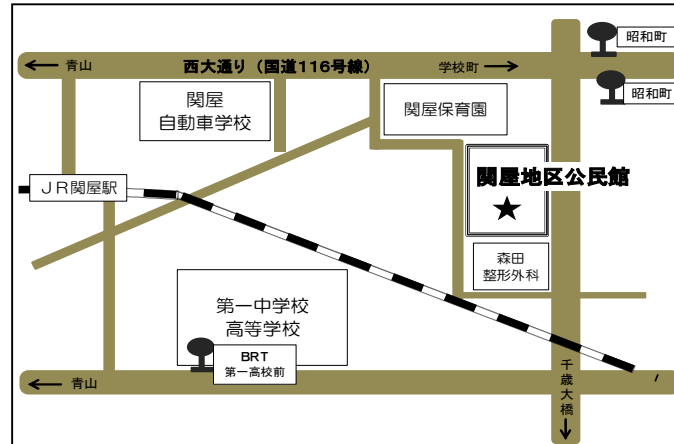 昭和町
青山
西大通り（国道116号線）
学校町
昭和町
関屋
自動車学校
関屋保育園
関屋地区公民館
JR関屋駅
森田
整形外科
第一中学校
高等学校
BRT
第一高校前
青山
千歳大橋